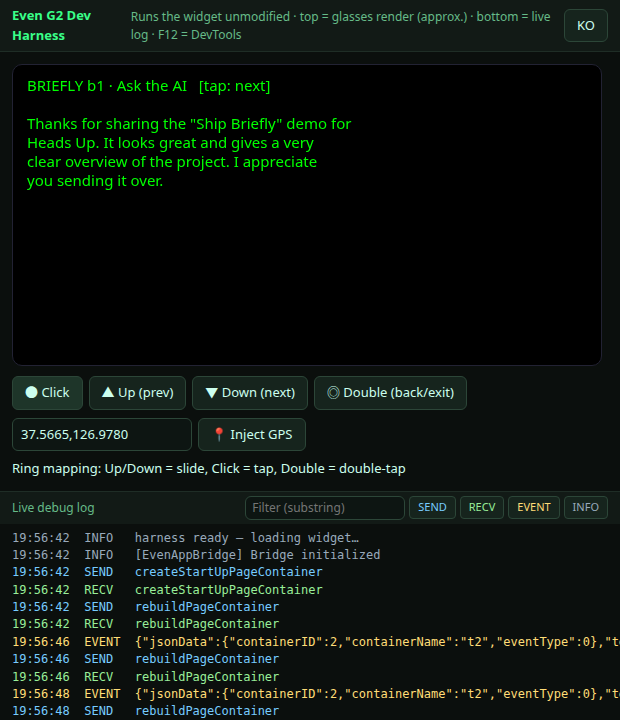 Even G2 Dev Harness
Runs the widget unmodified · top = glasses render (approx.) · bottom = live log · F12 = DevTools
KO
BRIEFLY b1 · Ask the AI [tap: next]
Thanks for sharing the "Ship Briefly" demo for
Heads Up. It looks great and gives a very
clear overview of the project. I appreciate
you sending it over.
● Click
▲ Up (prev)
▼ Down (next)
◎ Double (back/exit)
37.5665,126.9780
📍 Inject GPS
Ring mapping: Up/Down = slide, Click = tap, Double = double-tap
Live debug log
Filter (substring)
SEND
RECV
EVENT
INFO
19:56:42 INFO harness ready — loading widget…
19:56:42 INFO [EvenAppBridge] Bridge initialized
19:56:42 SEND createStartUpPageContainer
19:56:42 RECV createStartUpPageContainer
19:56:42 SEND rebuildPageContainer
19:56:42 RECV rebuildPageContainer
19:56:46 EVENT {"jsonData":{"containerID":2,"containerName":"t2","eventType":0},"t
19:56:46 SEND rebuildPageContainer
19:56:46 RECV rebuildPageContainer
19:56:48 EVENT {"jsonData":{"containerID":2,"containerName":"t2","eventType":0},"t
19:56:48 SEND rebuildPageContainer